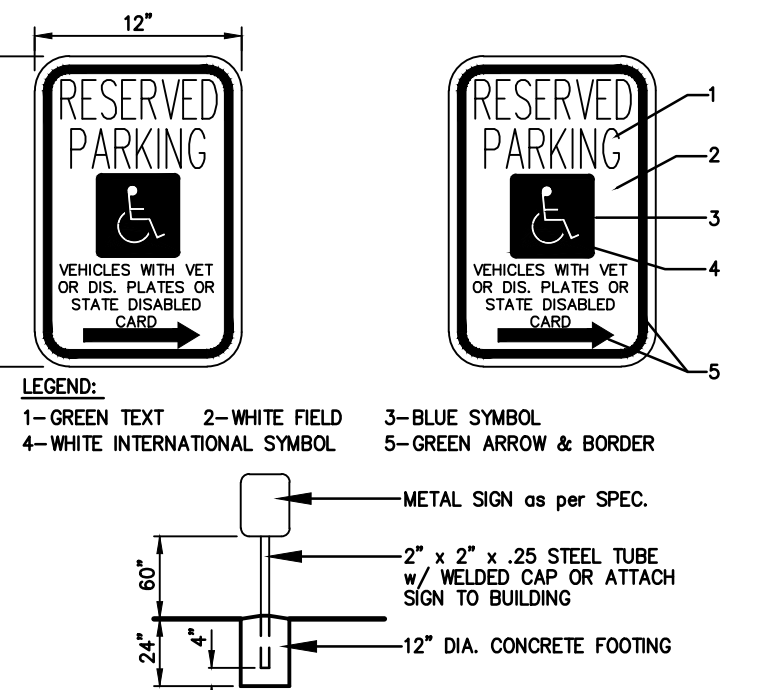 12"
RESERVED
PARKING
VEHICLES WITH VET
OR DIS. PLATES OR
STATE DISABLED
CARD
RESERVED
PARKING
VEHICLES WITH VET
OR DIS. PLATES OR
STATE DISABLED
CARD
1
2
3
4
5
LEGEND:
1-GREEN TEXT 2-WHITE FIELD 3-BLUE SYMBOL
4-WHITE INTERNATIONAL SYMBOL 5-GREEN ARROW & BORDER
METAL SIGN as per SPEC.
60"
2" x 2" x .25 STEEL TUBE
w/ WELDED CAP OR ATTACH
SIGN TO BUILDING
24"
4"
12" DIA. CONCRETE FOOTING